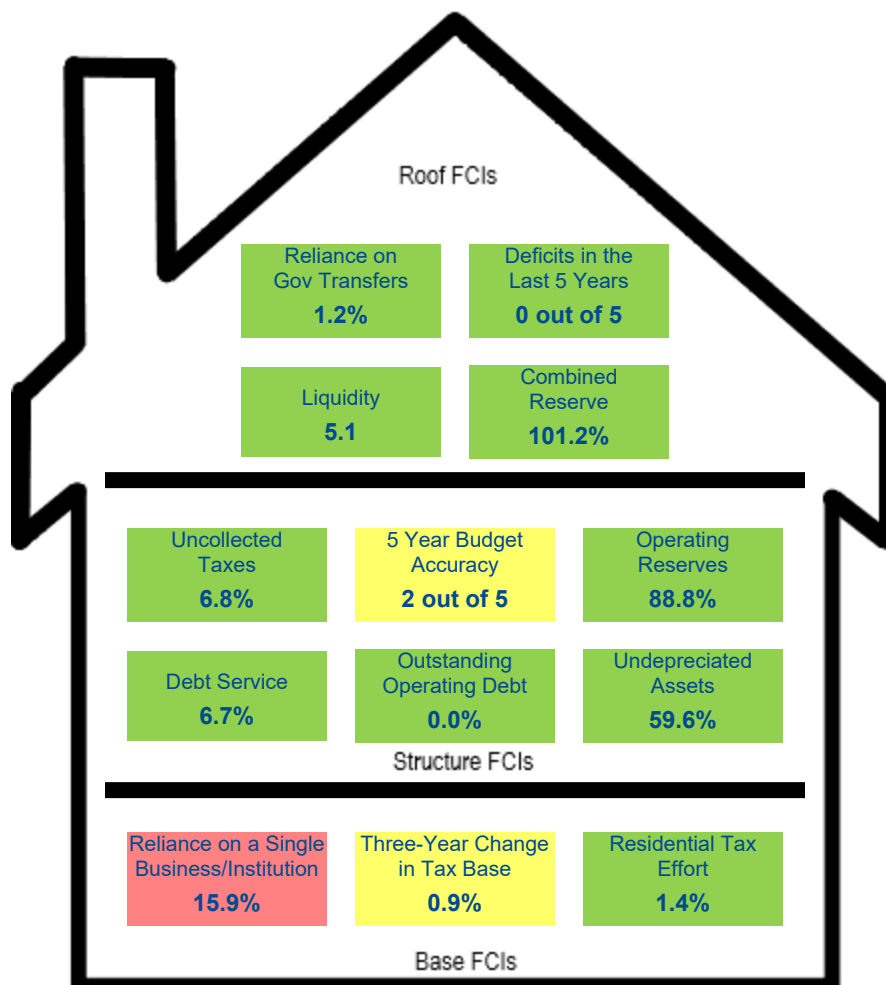 Roof FCIs
Reliance on
Gov Transfers
1.2%
Deficits in the
Last 5 Years
0 out of 5
Liquidity
5.1
Combined
Reserve
101.2%
Uncollected
Taxes
6.8%
5 Year Budget
Accuracy
2 out of 5
Operating
Reserves
88.8%
Debt Service
6.7%
Outstanding
Operating Debt
0.0%
Undepreciated
Assets
59.6%
Structure FCIs
Reliance on a Single
Business/Institution
15.9%
Three-Year Change
in Tax Base
0.9%
Residential Tax
Effort
1.4%
Base FCIs